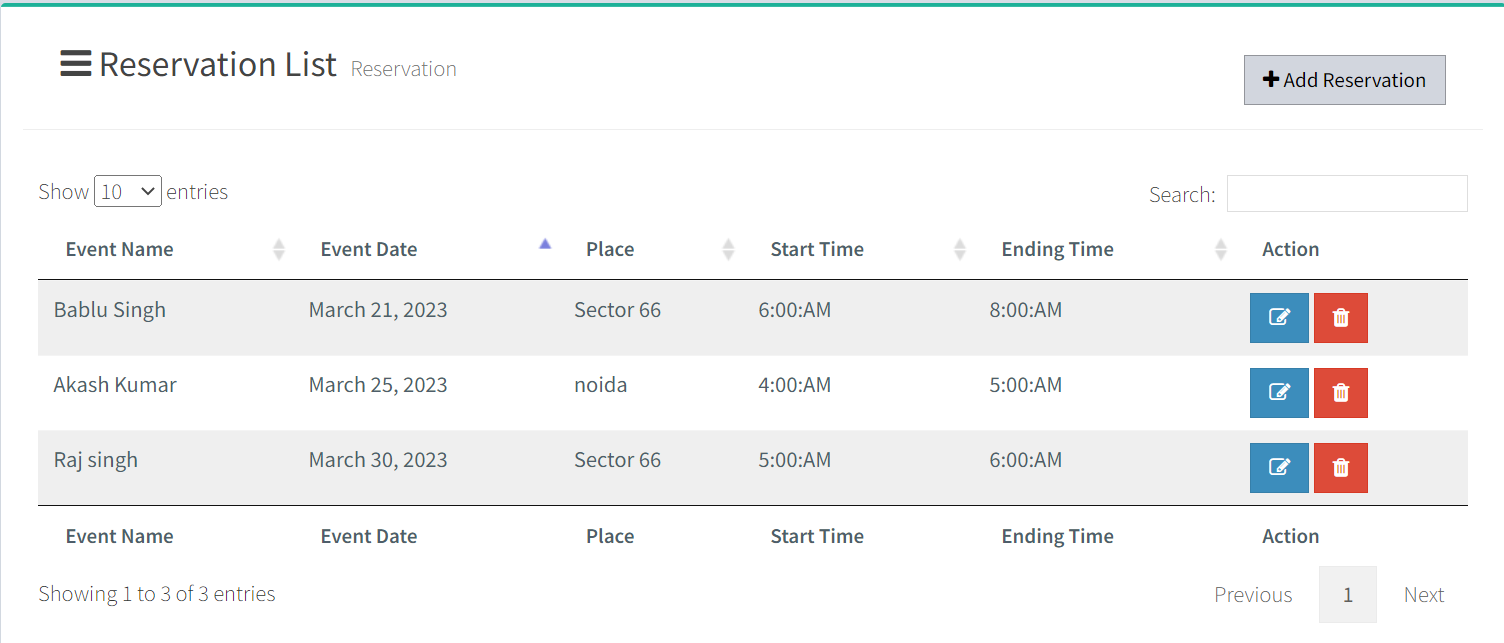 Reservation List Reservation
Add Reservation
Show 10 entries
Search:
Event Name Event Date Place Start Time Ending Time Action
Bablu Singh March 21, 2023 Sector 66 6:00:AM 8:00:AM
Akash Kumar March 25, 2023 noida 4:00:AM 5:00:AM
Raj singh March 30, 2023 Sector 66 5:00:AM 6:00:AM
Event Name Event Date Place Start Time Ending Time Action
Showing 1 to 3 of 3 entries
Previous 1 Next